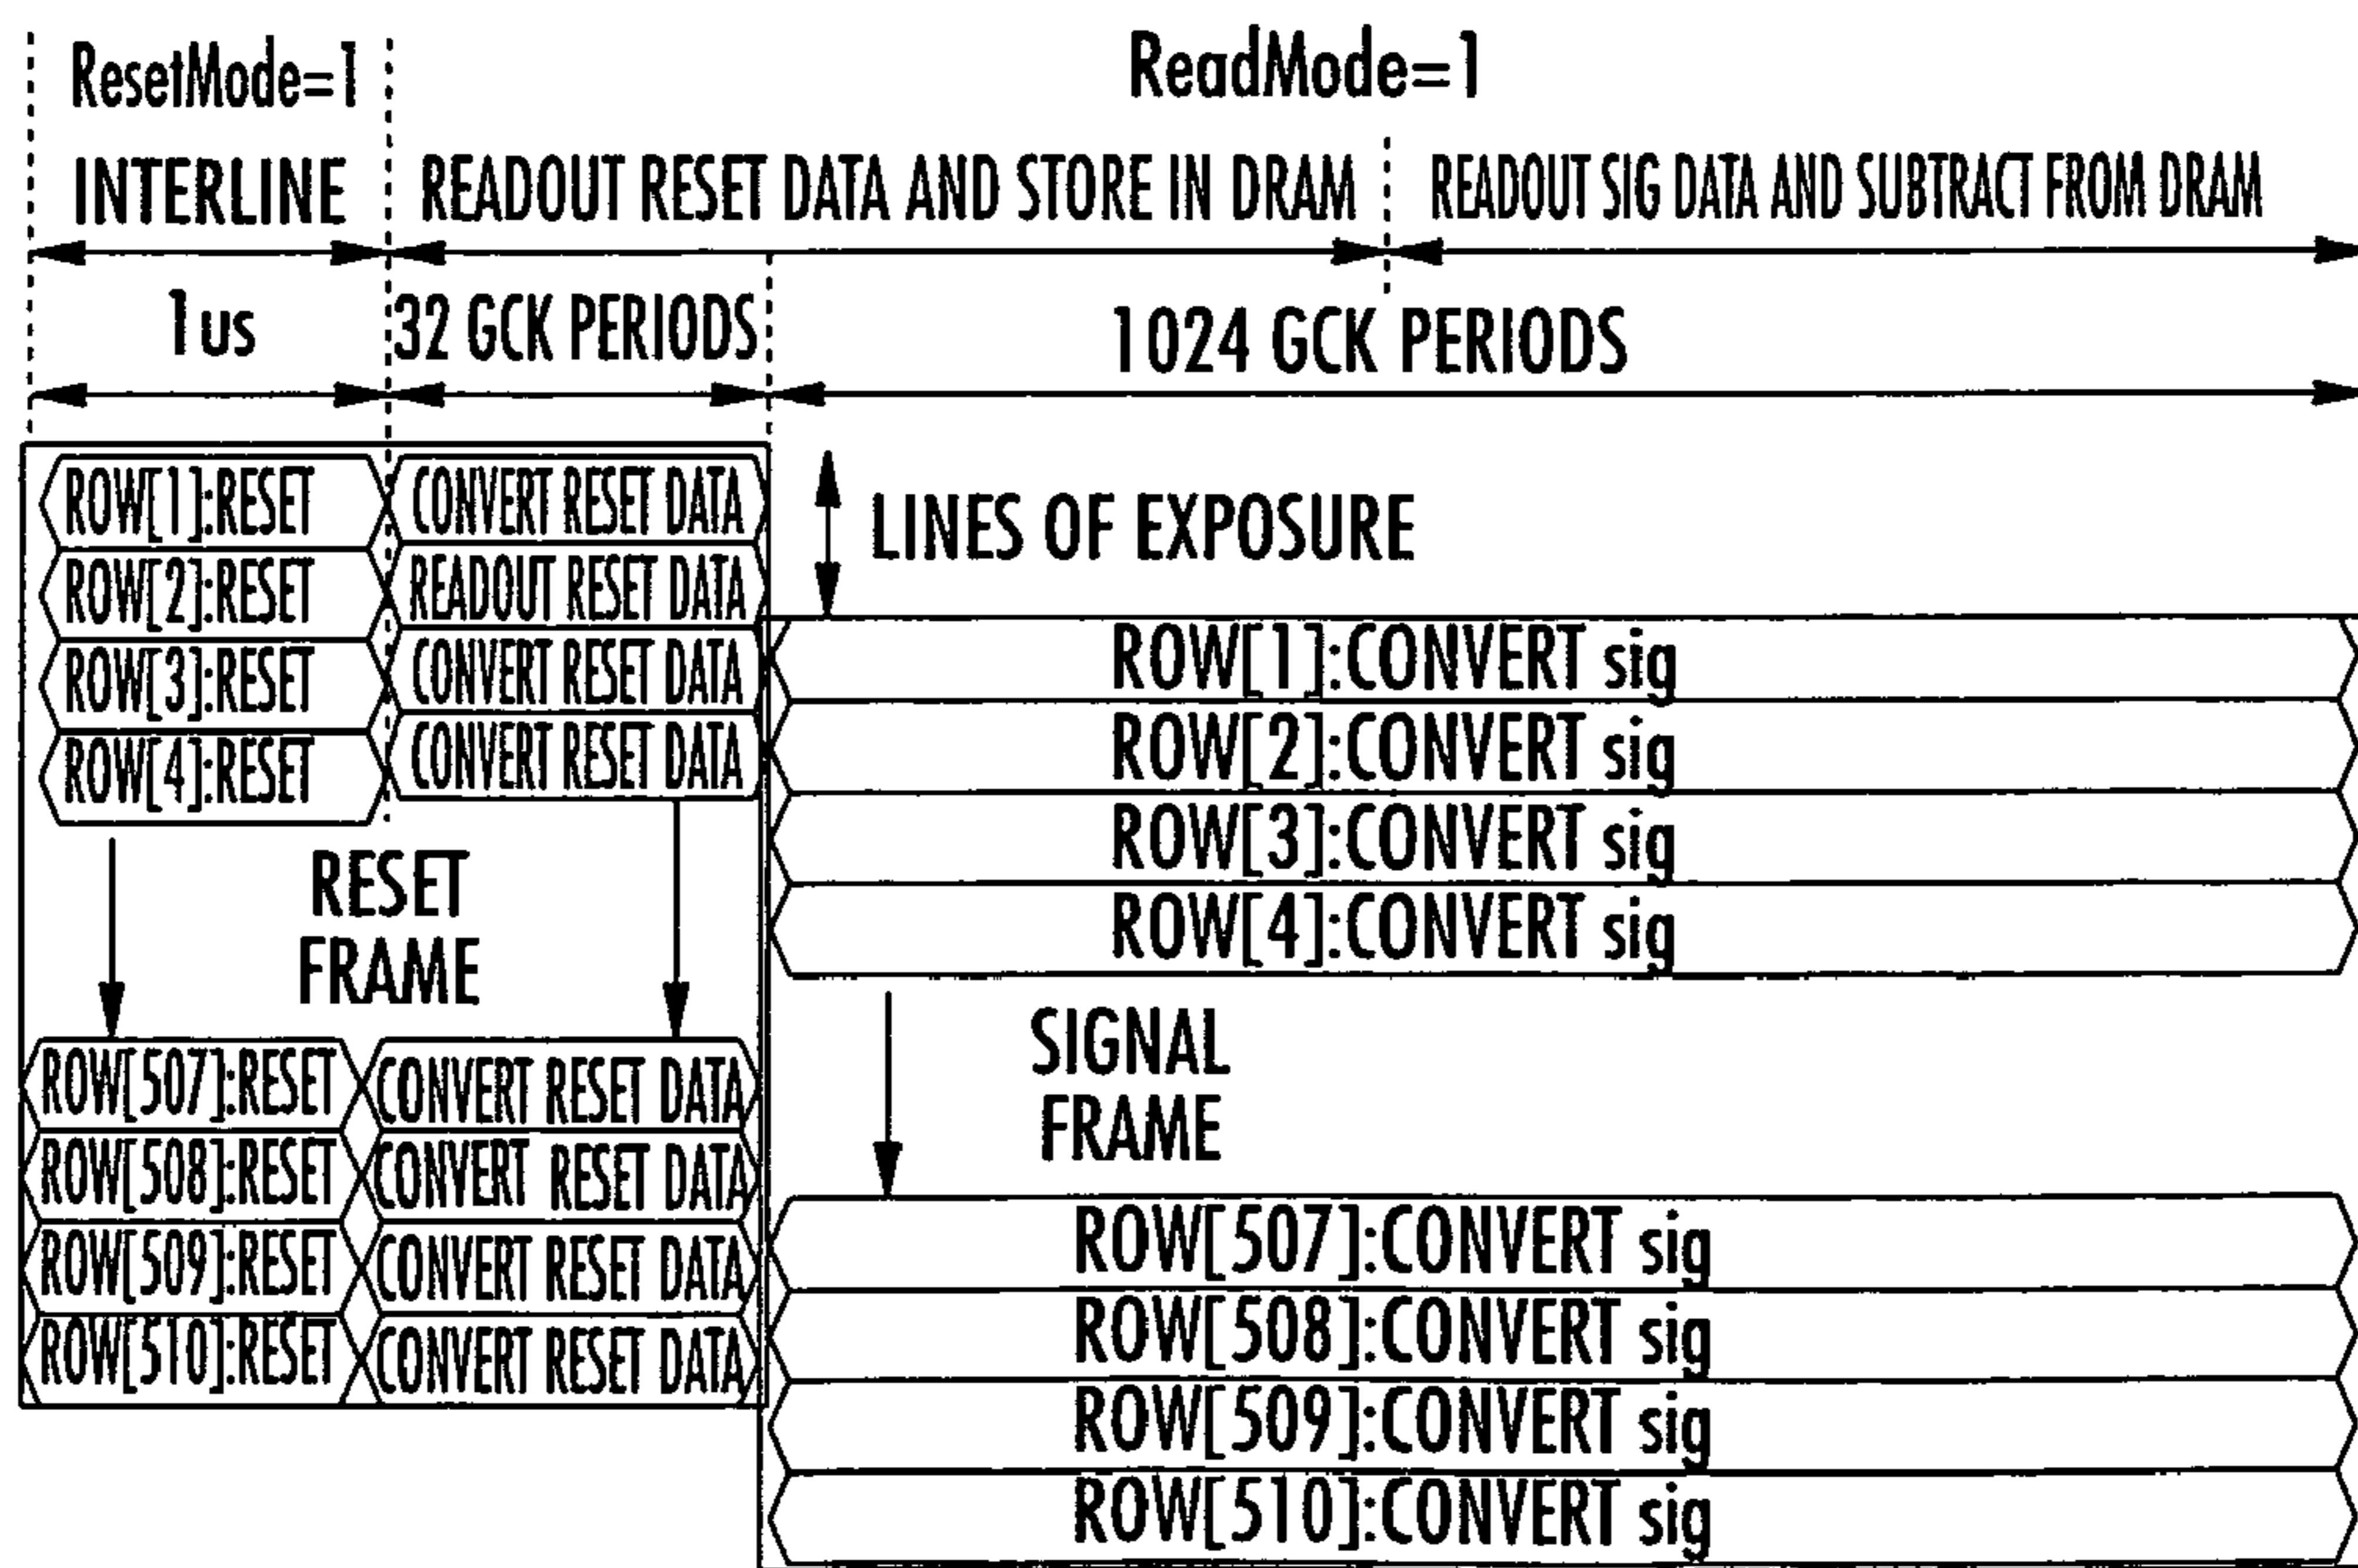 ResetMode=1
ReadMode=1
INTERLINE
READOUT RESET DATA AND STORE IN DRAM
READOUT SIG DATA AND SUBTRACT FROM DRAM
1us
32 GCK PERIODS
1024 GCK PERIODS
ROW[1]:RESET
CONVERT RESET DATA
LINES OF EXPOSURE
ROW[2]:RESET
READOUT RESET DATA
ROW[3]:RESET
CONVERT RESET DATA
ROW[1]:CONVERT sig
ROW[4]:RESET
CONVERT RESET DATA
ROW[2]:CONVERT sig
ROW[3]:CONVERT sig
ROW[4]:CONVERT sig
RESET
FRAME
SIGNAL
FRAME
ROW[507]:RESET
CONVERT RESET DATA
ROW[508]:RESET
CONVERT RESET DATA
ROW[509]:RESET
CONVERT RESET DATA
ROW[510]:RESET
CONVERT RESET DATA
ROW[507]:CONVERT sig
ROW[508]:CONVERT sig
ROW[509]:CONVERT sig
ROW[510]:CONVERT sig